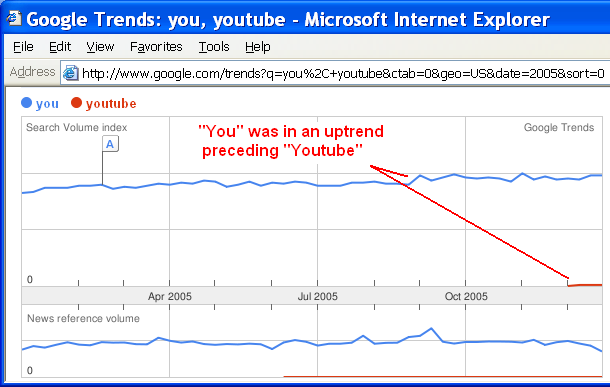 Google Trends: you, youtube - Microsoft Internet Explorer
File Edit View Favorites Tools Help
Address http://www.google.com/trends?q=you%2C+youtube&ctab=0&geo=US&date=2005&sort=0
you youtube
Search Volume index
Google Trends
"You" was in an uptrend
preceding "Youtube"
A
0
Apr 2005 Jul 2005 Oct 2005
News reference volume
0